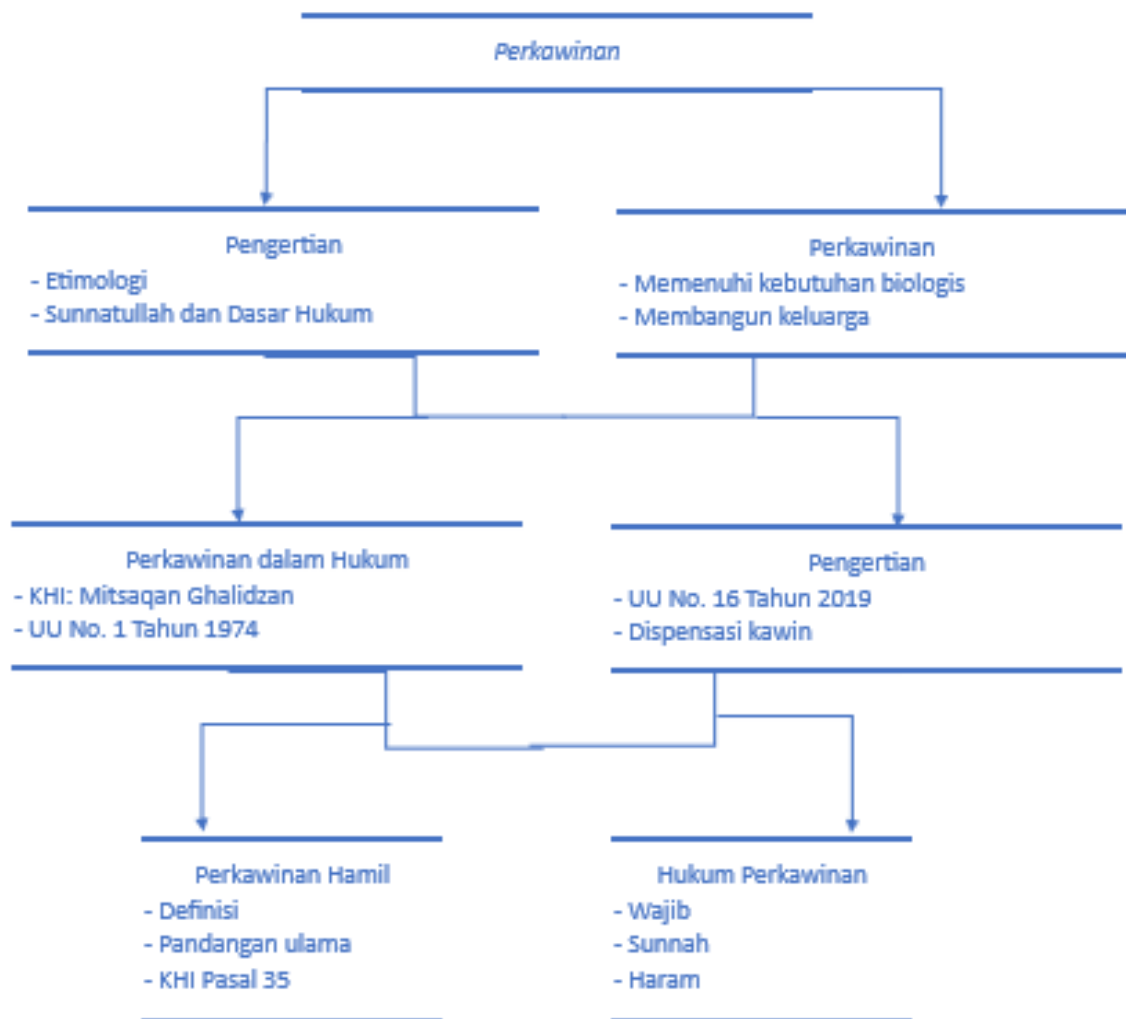 Perkawinan
Pengertian
- Etimologi
- Sunnatullah dan Dasar Hukum
Perkawinan
- Memenuhi kebutuhan biologis
- Membangun keluarga
Perkawinan dalam Hukum
- KHI: Mitsaqan Ghalidzan
- UU No. 1 Tahun 1974
Pengertian
- UU No. 16 Tahun 2019
- Dispensasi kawin
Perkawinan Hamil
- Definisi
- Pandangan ulama
- KHI Pasal 35
Hukum Perkawinan
- Wajib
- Sunnah
- Haram